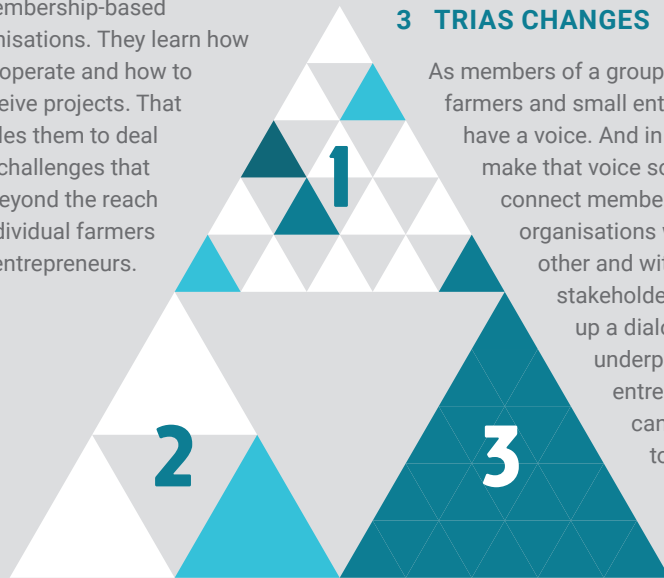 embership-based
nisations. They learn how
operate and how to
eive projects. That
les them to deal
challenges that
eyond the reach
dividual farmers
entrepreneurs.
3 TRIAS CHANGES
As members of a group
farmers and small ent
have a voice. And in
make that voice so
connect membe
organisations
other and wit
stakeholde
up a dialo
underp
entre
can
to
1
2
3